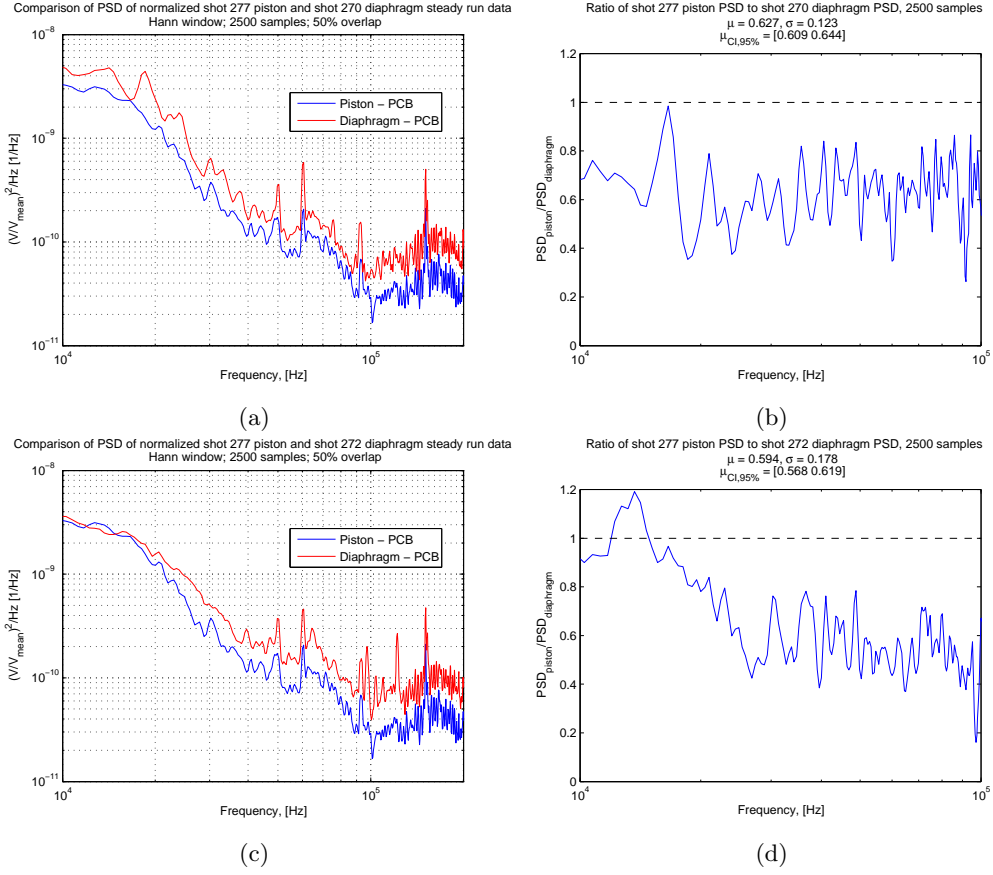 Comparison of PSD of normalized shot 277 piston and shot 270 diaphragm steady run data
Hann window; 2500 samples; 50% overlap
10^-8
10^-9
10^-10
10^-11
(V/V_mean)^2/Hz [1/Hz]
Piston – PCB
Diaphragm – PCB
10^4
10^5
Frequency, [Hz]
(a)
Ratio of shot 277 piston PSD to shot 270 diaphragm PSD, 2500 samples
μ = 0.627, σ = 0.123
μ_CI,95% = [0.609 0.644]
1.2
1
0.8
0.6
0.4
0.2
0
PSD_piston/PSD_diaphragm
10^4
10^5
Frequency, [Hz]
(b)
Comparison of PSD of normalized shot 277 piston and shot 272 diaphragm steady run data
Hann window; 2500 samples; 50% overlap
10^-8
10^-9
10^-10
10^-11
(V/V_mean)^2/Hz [1/Hz]
Piston – PCB
Diaphragm – PCB
10^4
10^5
Frequency, [Hz]
(c)
Ratio of shot 277 piston PSD to shot 272 diaphragm PSD, 2500 samples
μ = 0.594, σ = 0.178
μ_CI,95% = [0.568 0.619]
1.2
1
0.8
0.6
0.4
0.2
0
PSD_piston/PSD_diaphragm
10^4
10^5
Frequency, [Hz]
(d)